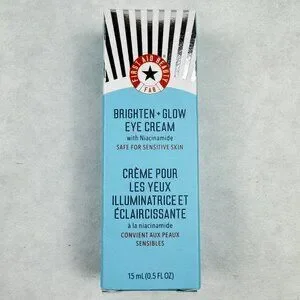 FIRST AID BEAUTY
FAB
BRIGHTEN + GLOW
EYE CREAM
with Niacinamide
SAFE FOR SENSITIVE SKIN
CRÈME POUR
LES YEUX
ILLUMINATRICE ET
ÉCLAIRCISSANTE
à la niacinamide
CONVIENT AUX PEAUX
SENSIBLES
15 ml (0.5 FL OZ)